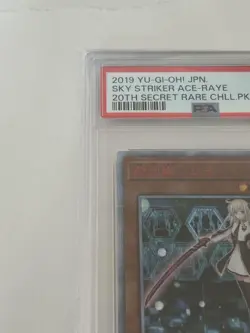 2019 YU-GI-OH! JPN.
SKY STRIKER ACE-RAYE
20TH SECRET RARE CHLL.PK
PSA